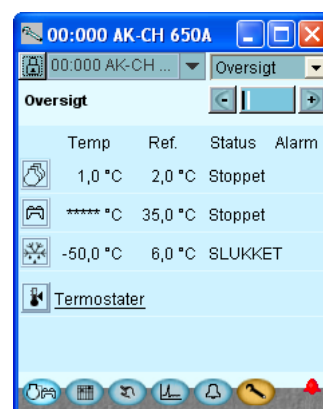 00:000 AK-CH 650A
00:000 AK-CH ... Oversigt
Oversigt - +
Temp Ref. Status Alarm
1,0 °C 2,0 °C Stoppet
***** °C 35,0 °C Stoppet
-50,0 °C 6,0 °C SLUKKET
Termostater